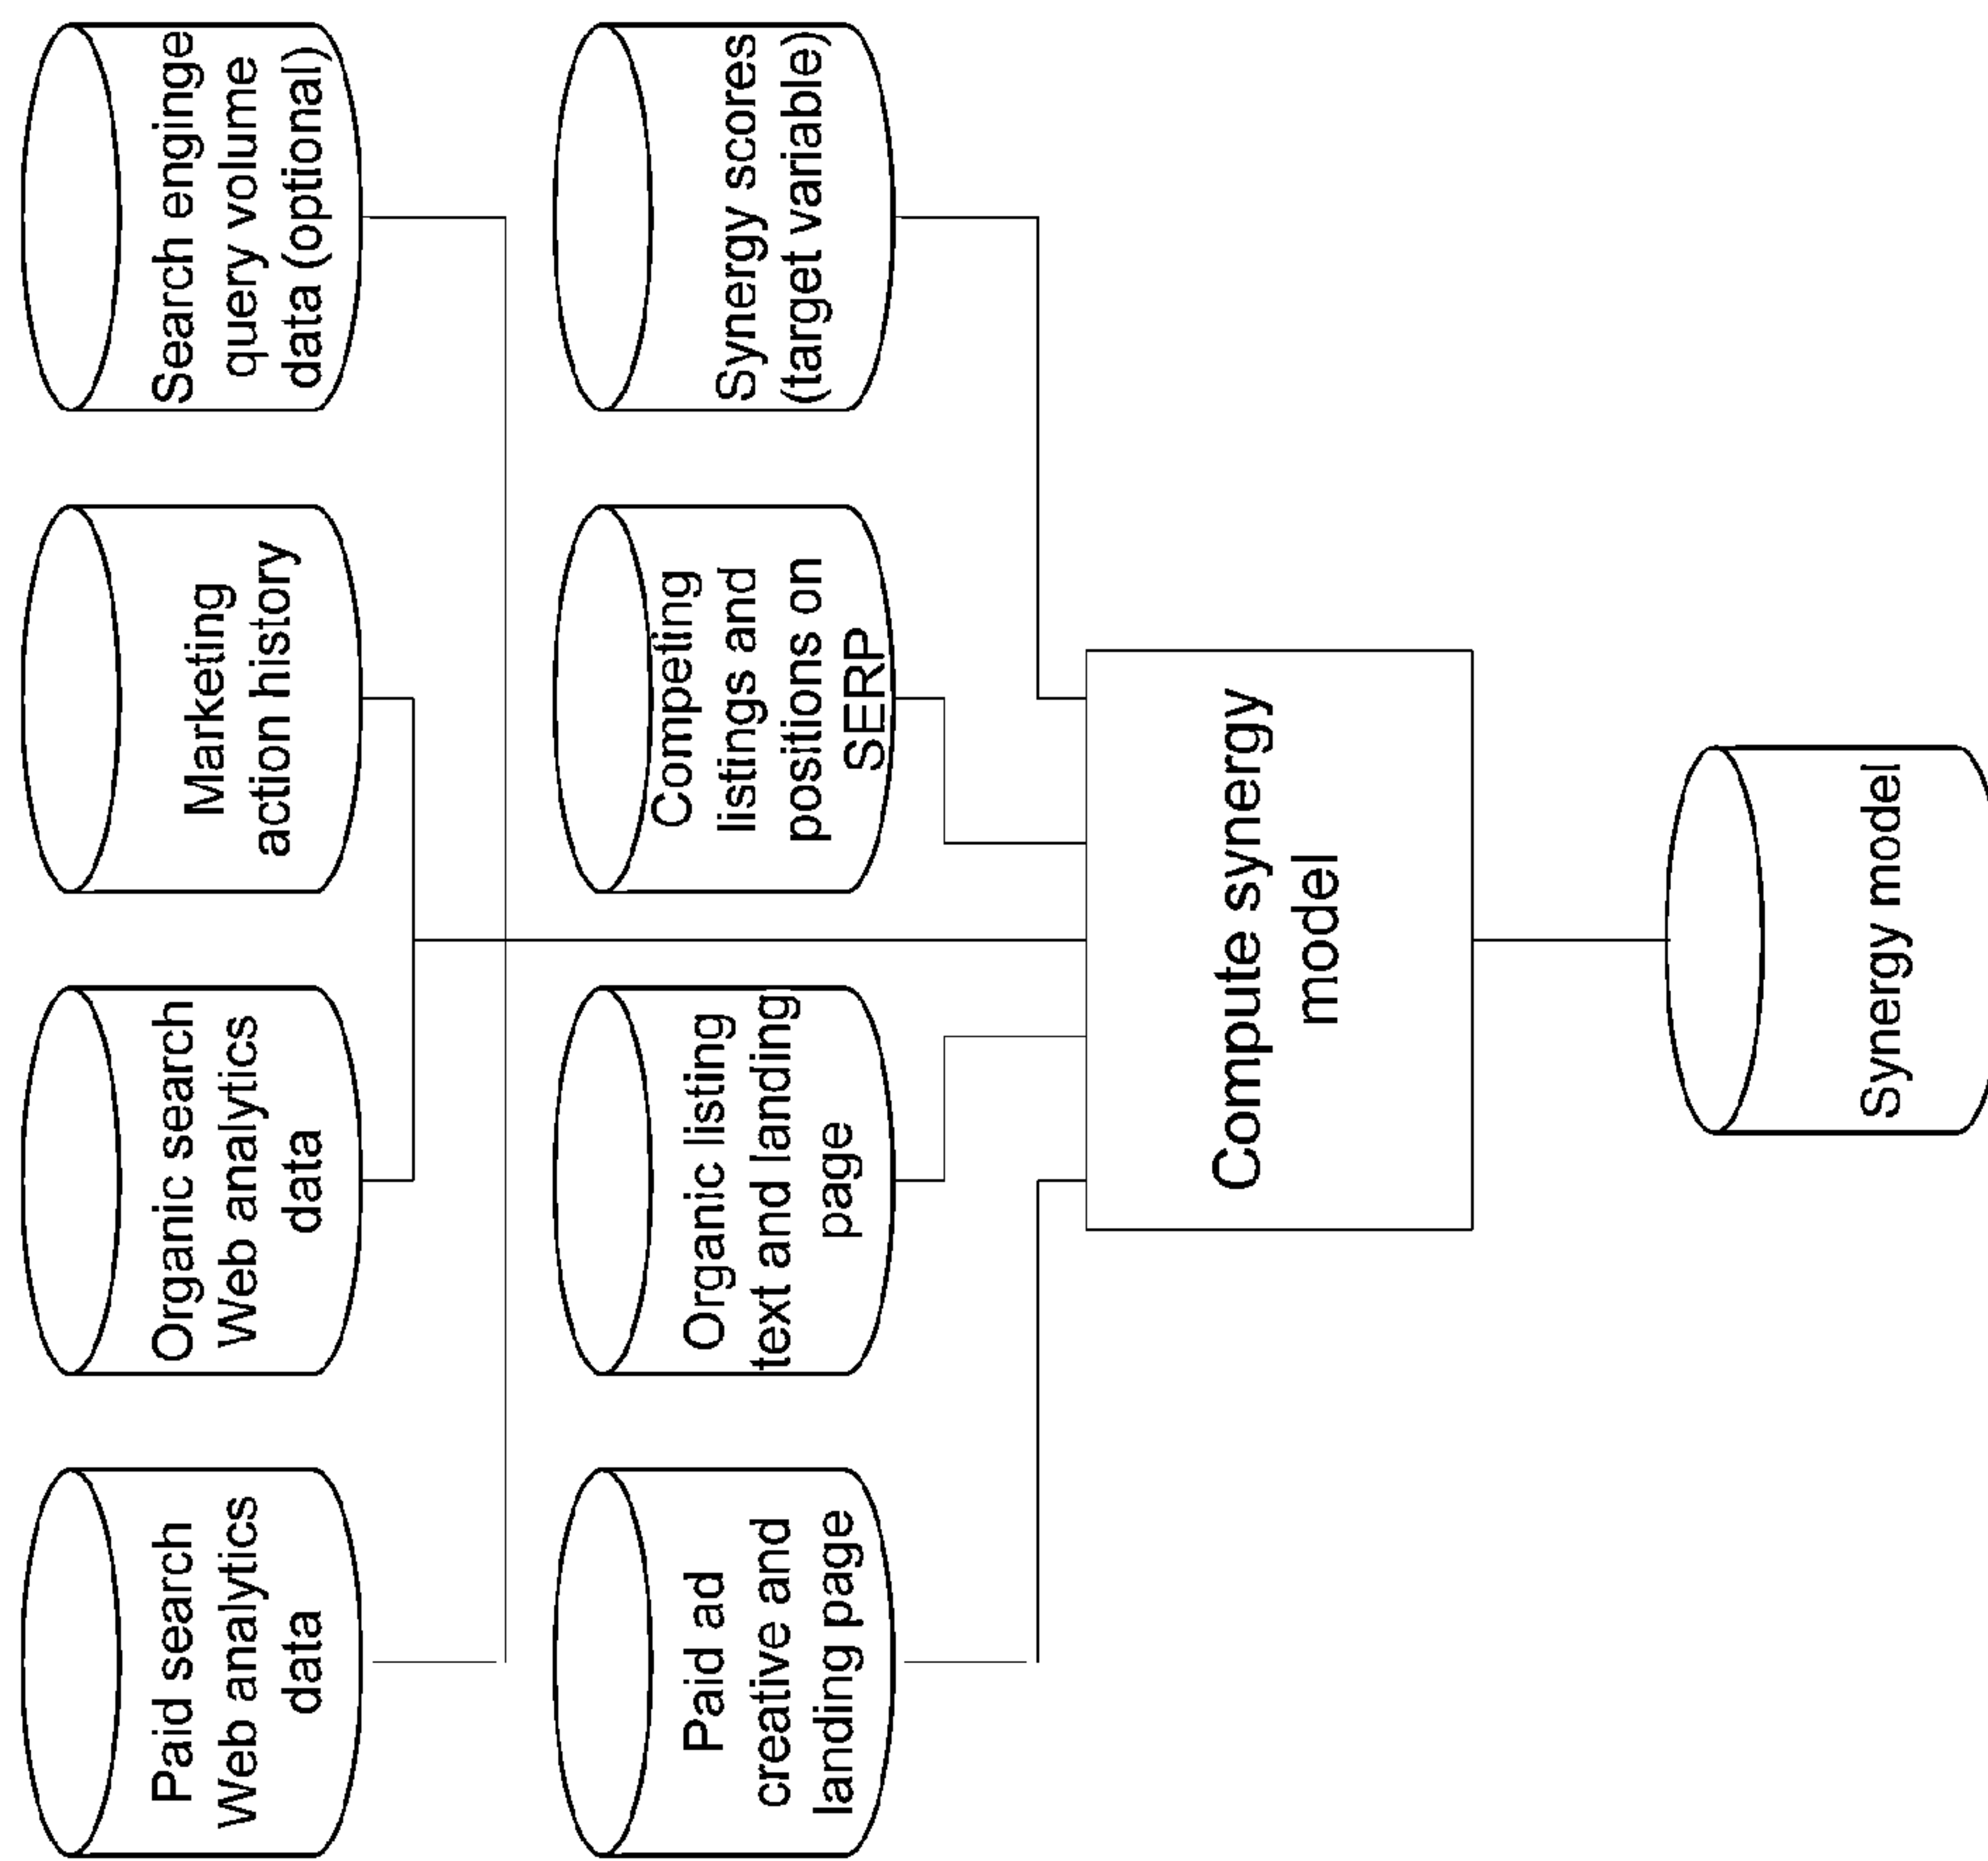 Paid search
Web analytics
data
Organic search
Web analytics
data
Marketing
action history
Search enginge
query volume
data (optional)
Paid ad
creative and
landing page
Organic listing
text and landing
page
Competing
listings and
positions on
SERP
Synergy scores
(target variable)
Compute synergy
model
Synergy model